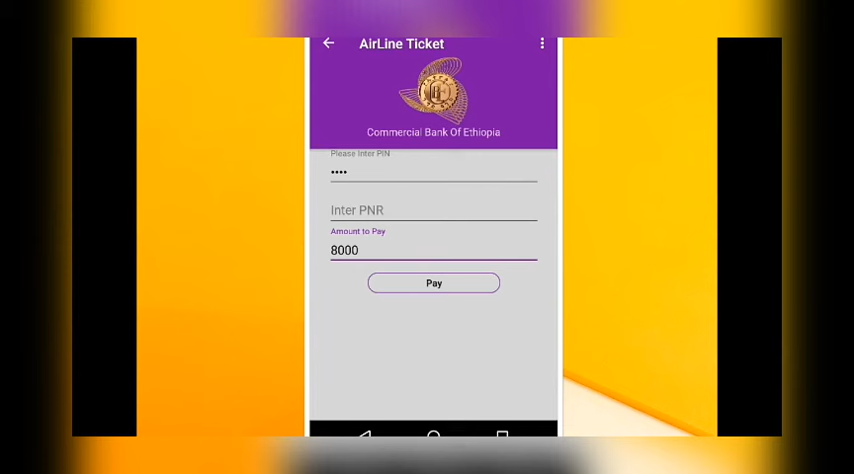 AirLine Ticket
Commercial Bank Of Ethiopia
Please Inter PIN
••••
Inter PNR
Amount to Pay
8000
Pay